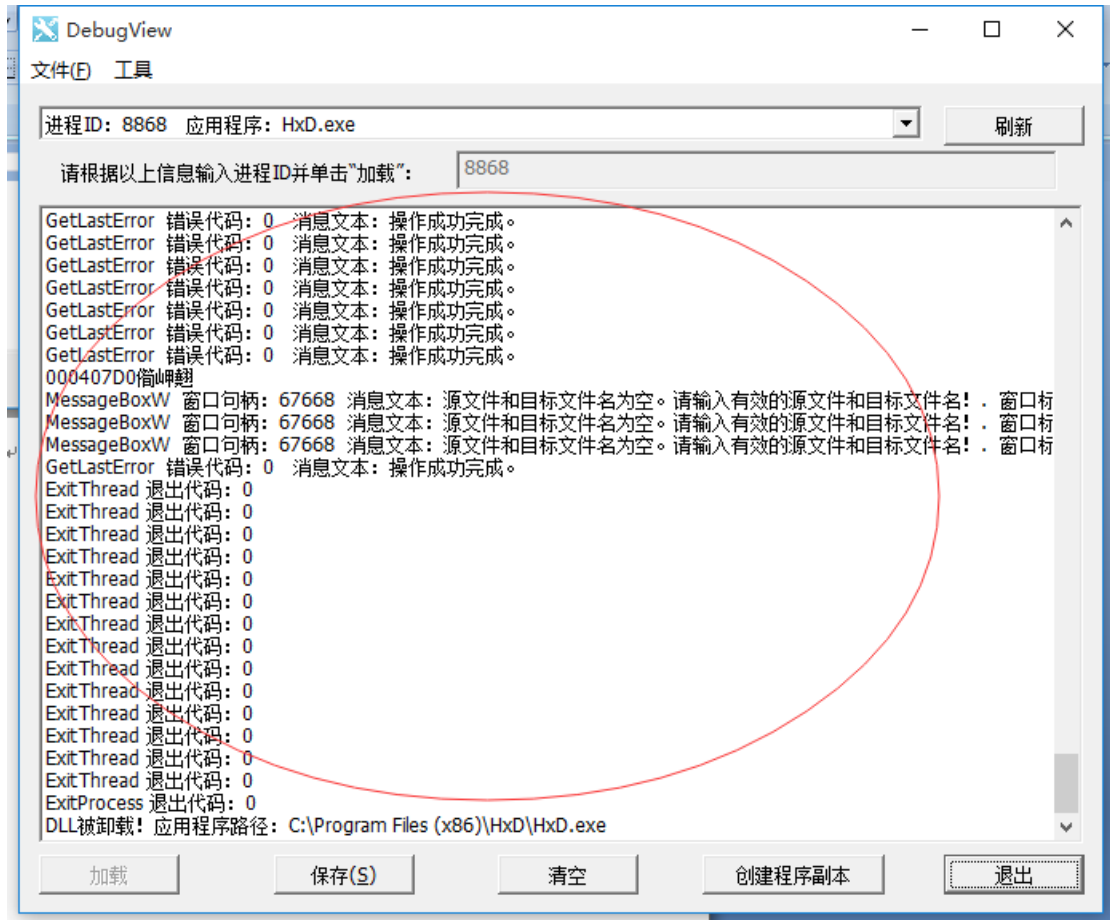 DebugView
文件(F) 工具
进程ID: 8868 应用程序: HxD.exe
刷新
请根据以上信息输入进程ID并单击"加载": 8868
GetLastError 错误代码: 0 消息文本: 操作成功完成。
GetLastError 错误代码: 0 消息文本: 操作成功完成。
GetLastError 错误代码: 0 消息文本: 操作成功完成。
GetLastError 错误代码: 0 消息文本: 操作成功完成。
GetLastError 错误代码: 0 消息文本: 操作成功完成。
GetLastError 错误代码: 0 消息文本: 操作成功完成。
GetLastError 错误代码: 0 消息文本: 操作成功完成。
000407D0
MessageBoxW 窗口句柄: 67668 消息文本: 源文件和目标文件名为空。请输入有效的源文件和目标文件名! . 窗口标
MessageBoxW 窗口句柄: 67668 消息文本: 源文件和目标文件名为空。请输入有效的源文件和目标文件名! . 窗口标
MessageBoxW 窗口句柄: 67668 消息文本: 源文件和目标文件名为空。请输入有效的源文件和目标文件名! . 窗口标
GetLastError 错误代码: 0 消息文本: 操作成功完成。
ExitThread 退出代码: 0
ExitThread 退出代码: 0
ExitThread 退出代码: 0
ExitThread 退出代码: 0
ExitThread 退出代码: 0
ExitThread 退出代码: 0
ExitThread 退出代码: 0
ExitThread 退出代码: 0
ExitThread 退出代码: 0
ExitThread 退出代码: 0
ExitThread 退出代码: 0
ExitThread 退出代码: 0
ExitThread 退出代码: 0
ExitThread 退出代码: 0
ExitProcess 退出代码: 0
DLL被卸载! 应用程序路径: C:\Program Files (x86)\HxD\HxD.exe
加载 保存(S) 清空 创建程序副本 退出